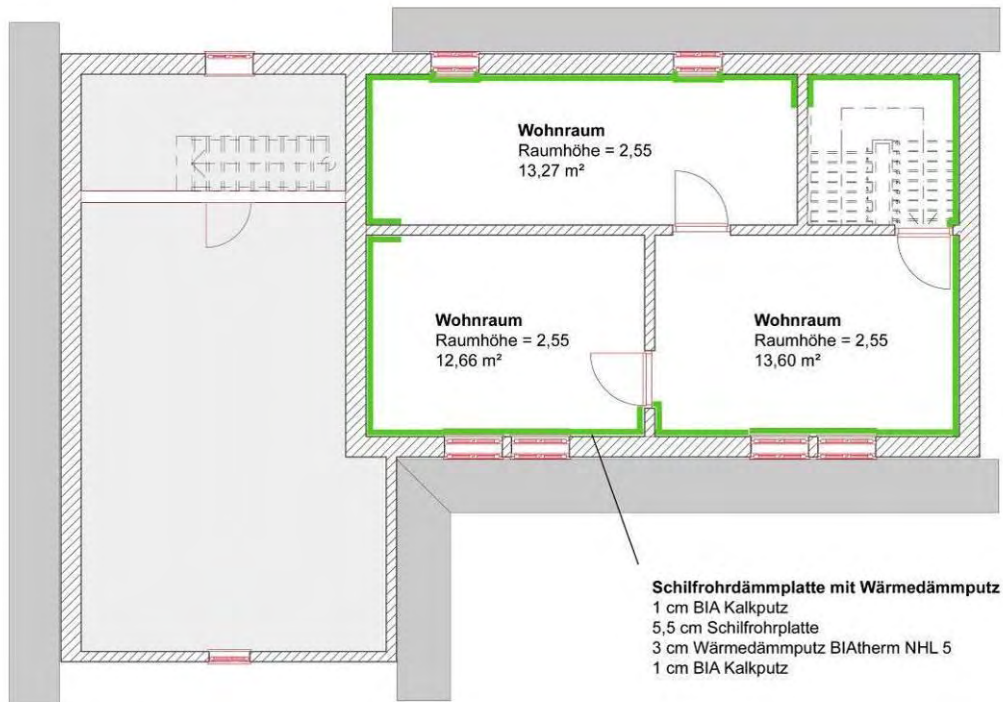 Wohnraum
Raumhöhe = 2,55
13,27 m²
Wohnraum
Raumhöhe = 2,55
12,66 m²
Wohnraum
Raumhöhe = 2,55
13,60 m²
Schilfrohrdämmplatte mit Wärmedämmputz
1 cm BIA Kalkputz
5,5 cm Schilfrohrplatte
3 cm Wärmedämmputz BIAtherm NHL 5
1 cm BIA Kalkputz